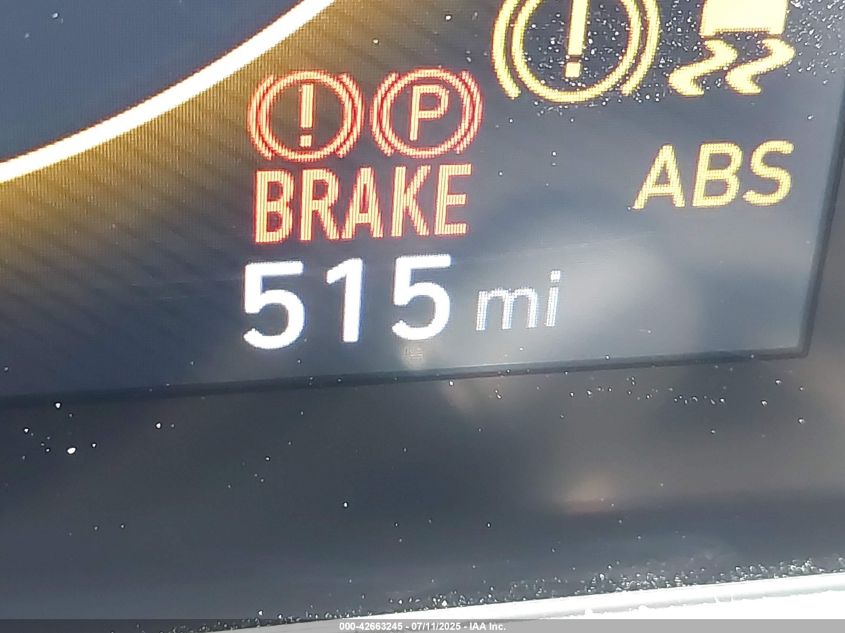 ! P
BRAKE
ABS
515 mi
000-42663245 - 07/11/2025 - IAA Inc.